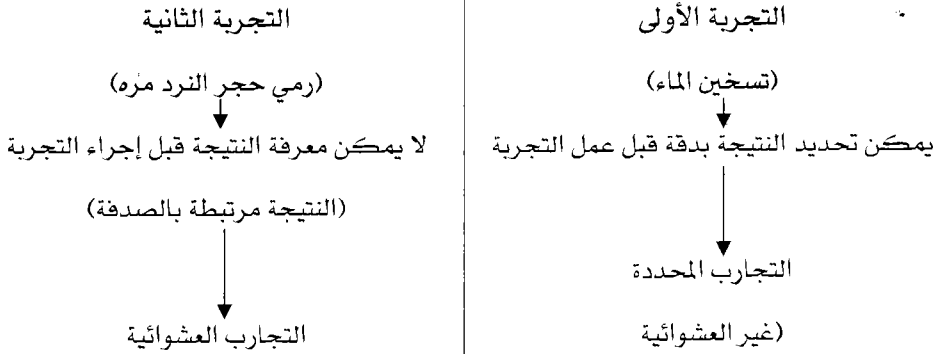 التجربة الأولى
(تسخين الماء)
يمكن تحديد النتيجة بدقة قبل عمل التجربة
التجارب المحددة
(غير العشوائية
التجربة الثانية
(رمي حجر النرد مره)
لا يمكن معرفة النتيجة قبل إجراء التجربة
(النتيجة مرتبطة بالصدفة)
التجارب العشوائية